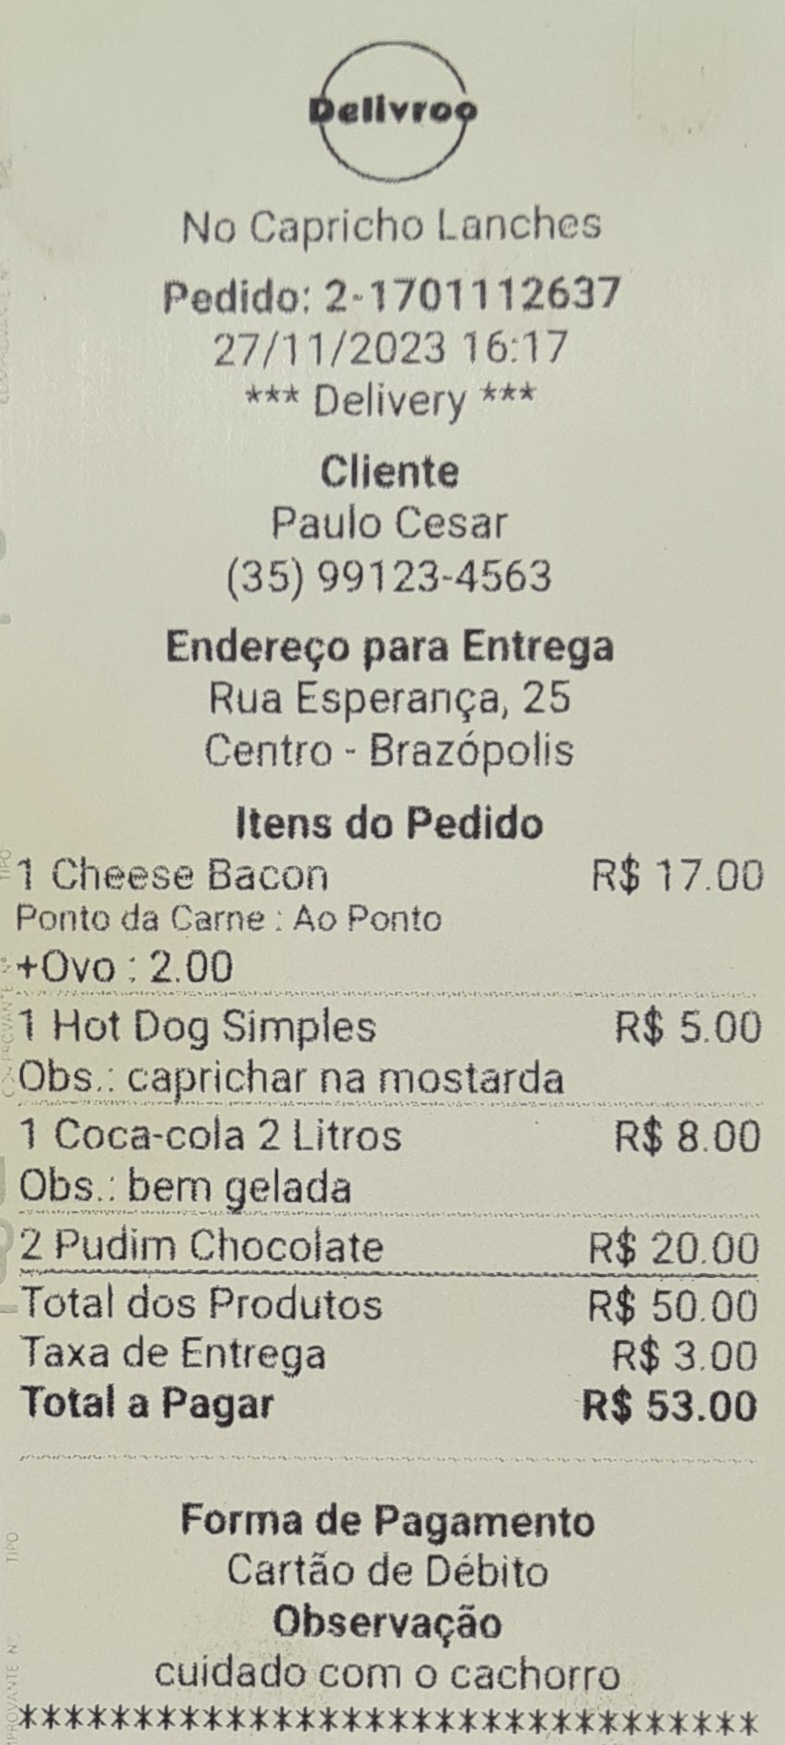 Delivroo
No Capricho Lanches
Pedido: 2-1701112637
27/11/2023 16:17
*** Delivery ***
Cliente
Paulo Cesar
(35) 99123-4563
Endereço para Entrega
Rua Esperança, 25
Centro - Brazópolis
Itens do Pedido
1 Cheese Bacon R$ 17.00
Ponto da Carne : Ao Ponto
+Ovo : 2.00
1 Hot Dog Simples R$ 5.00
Obs.: caprichar na mostarda
1 Coca-cola 2 Litros R$ 8.00
Obs.: bem gelada
2 Pudim Chocolate R$ 20.00
Total dos Produtos R$ 50.00
Taxa de Entrega R$ 3.00
Total a Pagar R$ 53.00
Forma de Pagamento
Cartão de Débito
Observação
cuidado com o cachorro
********************************